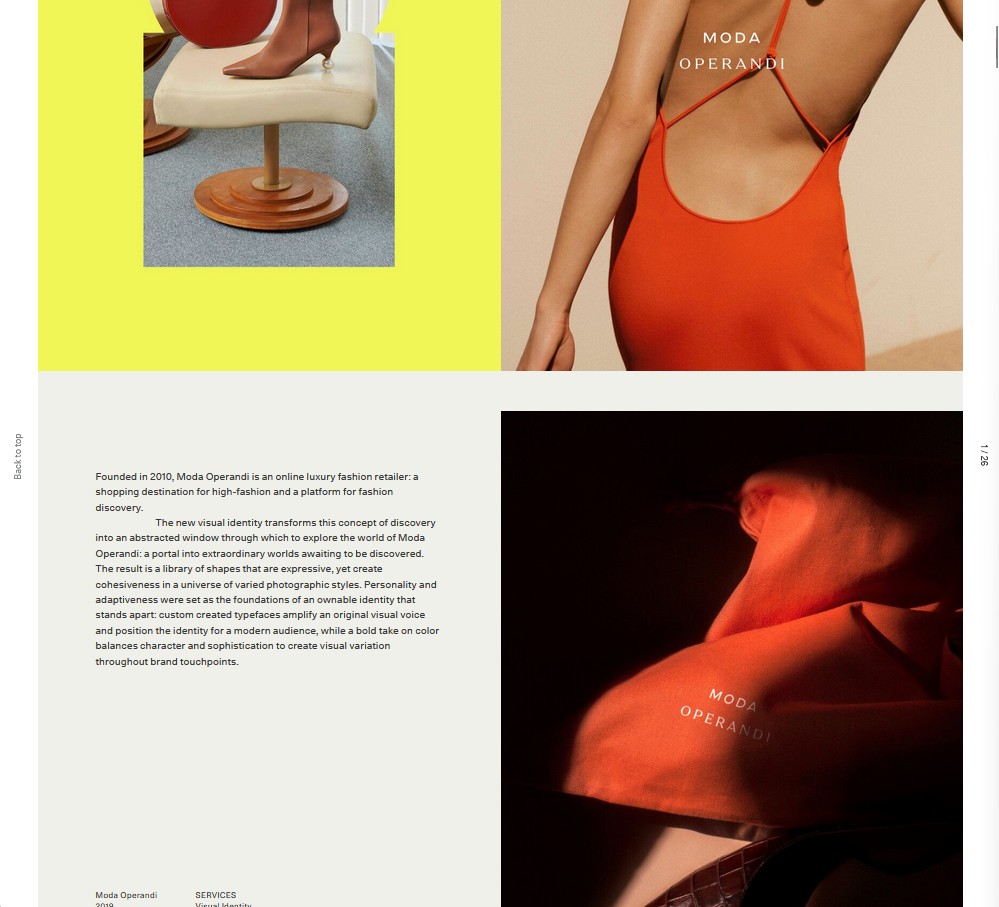 MODA
OPERANDI
Back to top
1 / 26
Founded in 2010, Moda Operandi is an online luxury fashion retailer: a
shopping destination for high-fashion and a platform for fashion
discovery.
The new visual identity transforms this concept of discovery
into an abstracted window through which to explore the world of Moda
Operandi: a portal into extraordinary worlds awaiting to be discovered.
The result is a library of shapes that are expressive, yet create
cohesiveness in a universe of varied photographic styles. Personality and
adaptiveness were set as the foundations of an ownable identity that
stands apart: custom created typefaces amplify an original visual voice
and position the identity for a modern audience, while a bold take on color
balances character and sophistication to create visual variation
throughout brand touchpoints.
MODA
OPERANDI
Moda Operandi
2019
SERVICES
Visual Identity